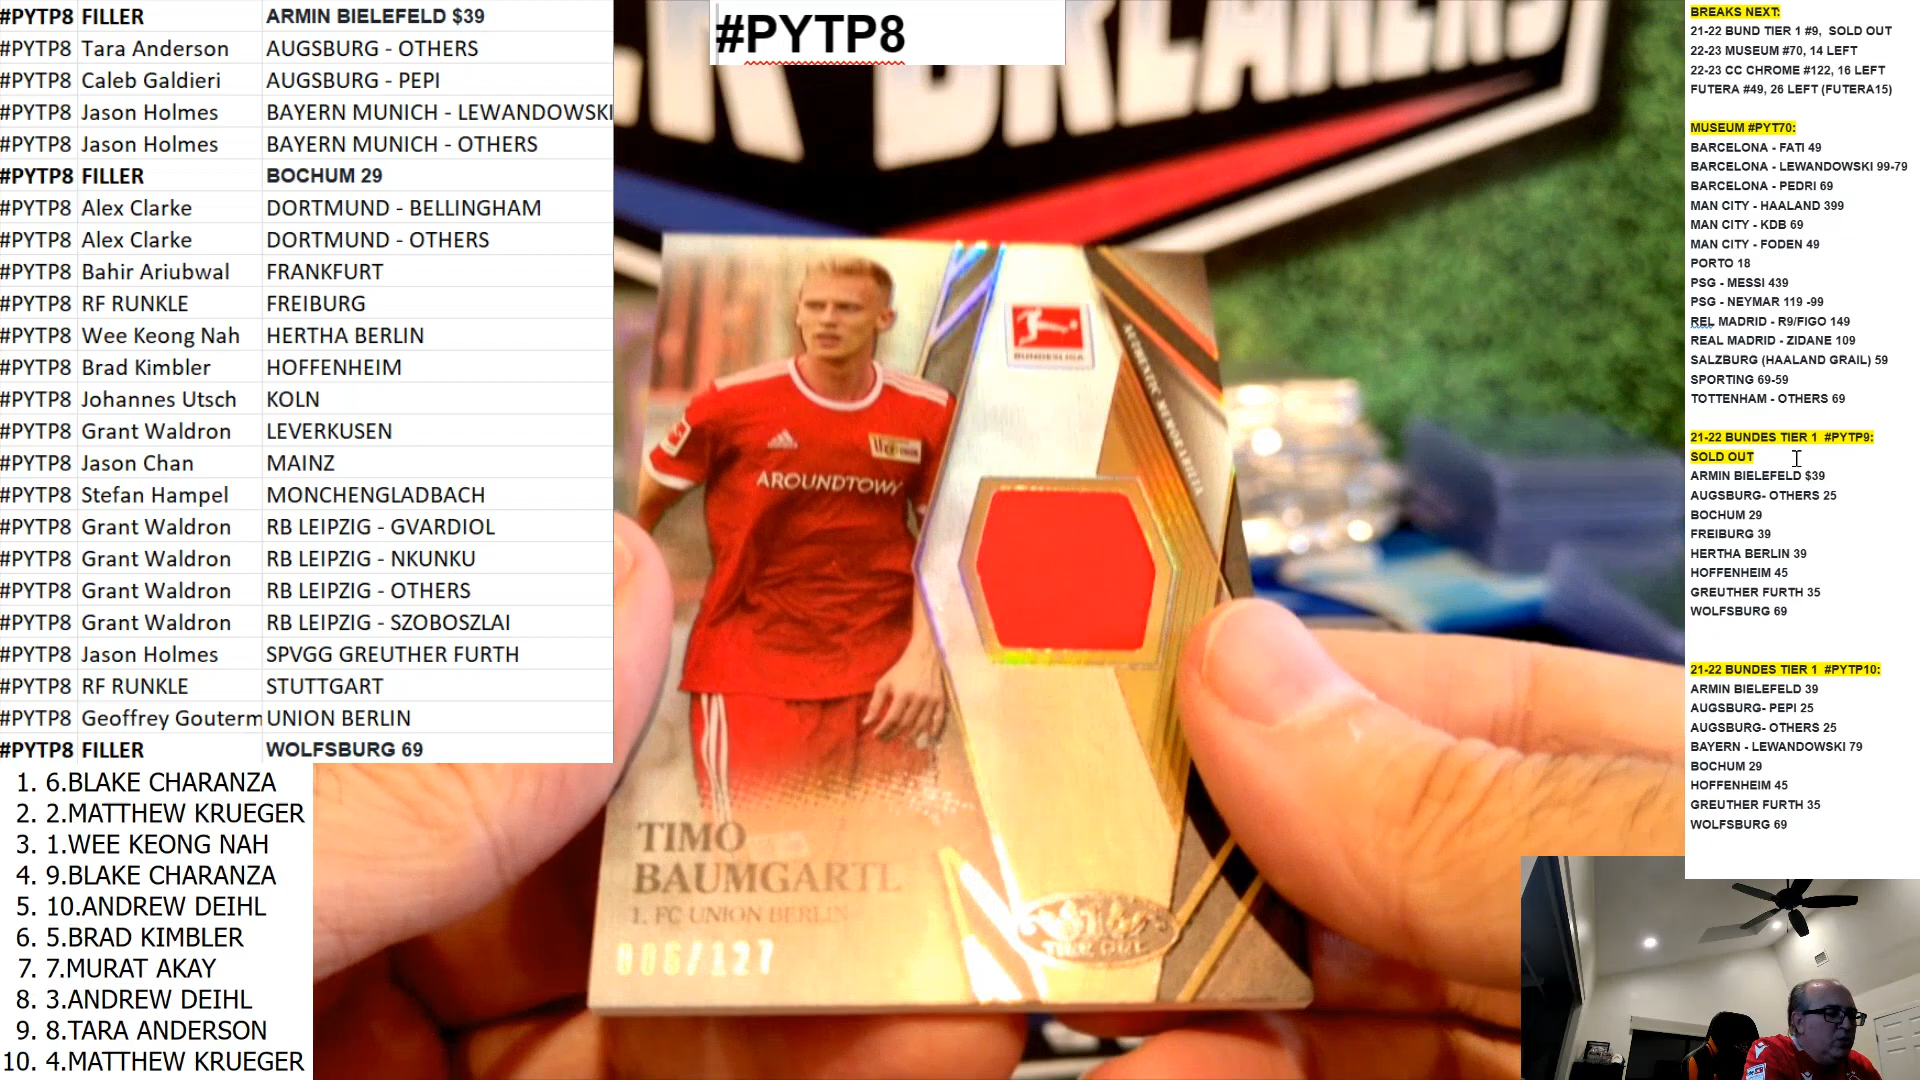 #PYTP8 FILLER ARMIN BIELEFELD $39
#PYTP8 Tara Anderson AUGSBURG - OTHERS
#PYTP8 Caleb Galdieri AUGSBURG - PEPI
#PYTP8 Jason Holmes BAYERN MUNICH - LEWANDOWSKI
#PYTP8 Jason Holmes BAYERN MUNICH - OTHERS
#PYTP8 FILLER BOCHUM 29
#PYTP8 Alex Clarke DORTMUND - BELLINGHAM
#PYTP8 Alex Clarke DORTMUND - OTHERS
#PYTP8 Bahir Ariubwal FRANKFURT
#PYTP8 RF RUNKLE FREIBURG
#PYTP8 Wee Keong Nah HERTHA BERLIN
#PYTP8 Brad Kimbler HOFFENHEIM
#PYTP8 Johannes Utsch KOLN
#PYTP8 Grant Waldron LEVERKUSEN
#PYTP8 Jason Chan MAINZ
#PYTP8 Stefan Hampel MONCHENGLADBACH
#PYTP8 Grant Waldron RB LEIPZIG - GVARDIOL
#PYTP8 Grant Waldron RB LEIPZIG - NKUNKU
#PYTP8 Grant Waldron RB LEIPZIG - OTHERS
#PYTP8 Grant Waldron RB LEIPZIG - SZOBOSZLAI
#PYTP8 Jason Holmes SPVGG GREUTHER FURTH
#PYTP8 RF RUNKLE STUTTGART
#PYTP8 Geoffrey Gouterm UNION BERLIN
#PYTP8 FILLER WOLFSBURG 69
1. 6.BLAKE CHARANZA
2. 2.MATTHEW KRUEGER
3. 1.WEE KEONG NAH
4. 9.BLAKE CHARANZA
5. 10.ANDREW DEIHL
6. 5.BRAD KIMBLER
7. 7.MURAT AKAY
8. 3.ANDREW DEIHL
9. 8.TARA ANDERSON
10. 4.MATTHEW KRUEGER
#PYTP8
BREAKERS
BUNDESLIGA
AUTHENTIC MEMORABILIA
AROUNDTOWN
TIMO
BAUMGARTL
1. FC UNION BERLIN
006/127
BREAKS NEXT:
21-22 BUND TIER 1 #9, SOLD OUT
22-23 MUSEUM #70, 14 LEFT
22-23 CC CHROME #122, 16 LEFT
FUTERA #49, 26 LEFT (FUTERA15)
MUSEUM #PYT70:
BARCELONA - FATI 49
BARCELONA - LEWANDOWSKI 99-79
BARCELONA - PEDRI 69
MAN CITY - HAALAND 399
MAN CITY - KDB 69
MAN CITY - FODEN 49
PORTO 18
PSG - MESSI 439
PSG - NEYMAR 119 -99
REL MADRID - R9/FIGO 149
REAL MADRID - ZIDANE 109
SALZBURG (HAALAND GRAIL) 59
SPORTING 69-59
TOTTENHAM - OTHERS 69
21-22 BUNDES TIER 1 #PYTP9:
SOLD OUT
ARMIN BIELEFELD $39
AUGSBURG- OTHERS 25
BOCHUM 29
FREIBURG 39
HERTHA BERLIN 39
HOFFENHEIM 45
GREUTHER FURTH 35
WOLFSBURG 69
21-22 BUNDES TIER 1 #PYTP10:
ARMIN BIELEFELD 39
AUGSBURG- PEPI 25
AUGSBURG- OTHERS 25
BAYERN - LEWANDOWSKI 79
BOCHUM 29
HOFFENHEIM 45
GREUTHER FURTH 35
WOLFSBURG 69